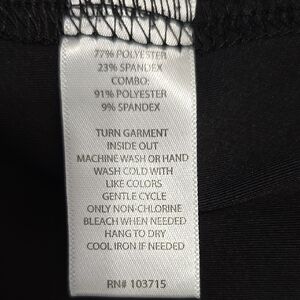 77% POLYESTER
23% SPANDEX
COMBO:
91% POLYESTER
9% SPANDEX
TURN GARMENT
INSIDE OUT
MACHINE WASH OR HAND
WASH COLD WITH
LIKE COLORS
GENTLE CYCLE
ONLY NON-CHLORINE
BLEACH WHEN NEEDED
HANG TO DRY
COOL IRON IF NEEDED
RN# 103715